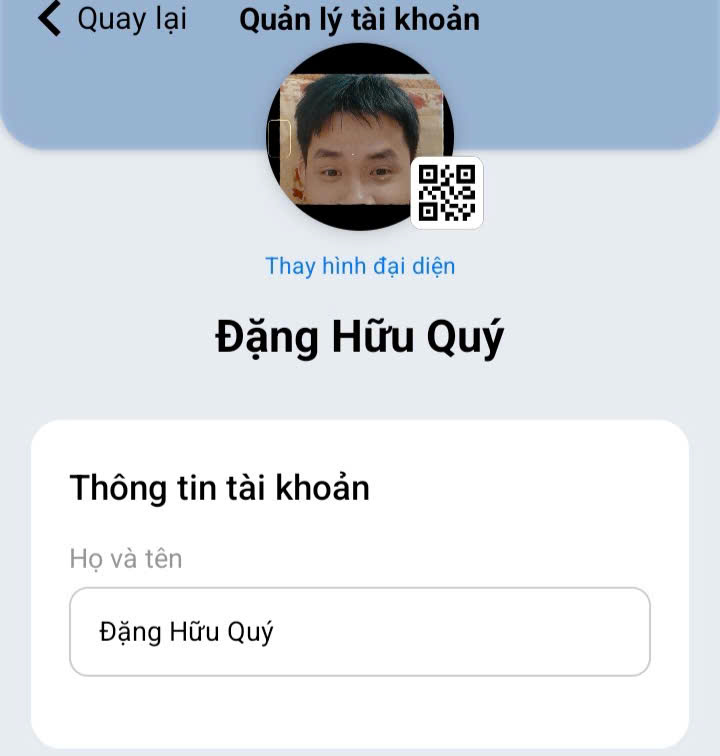 Quay lại Quản lý tài khoản
Thay hình đại diện
Đặng Hữu Quý
Thông tin tài khoản
Họ và tên
Đặng Hữu Quý